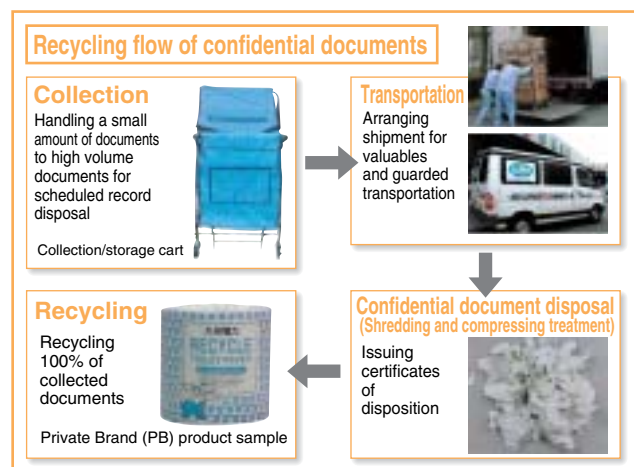 Recycling flow of confidential documents
Collection
Handling a small
amount of documents
to high volume
documents for
scheduled record
disposal
Collection/storage cart
Transportation
Arranging
shipment for
valuables
and guarded
transportation
Confidential document disposal
(Shredding and compressing treatment)
Issuing
certificates
of
disposition
Recycling
Recycling
100% of
collected
documents
RECYCLE
Private Brand (PB) product sample